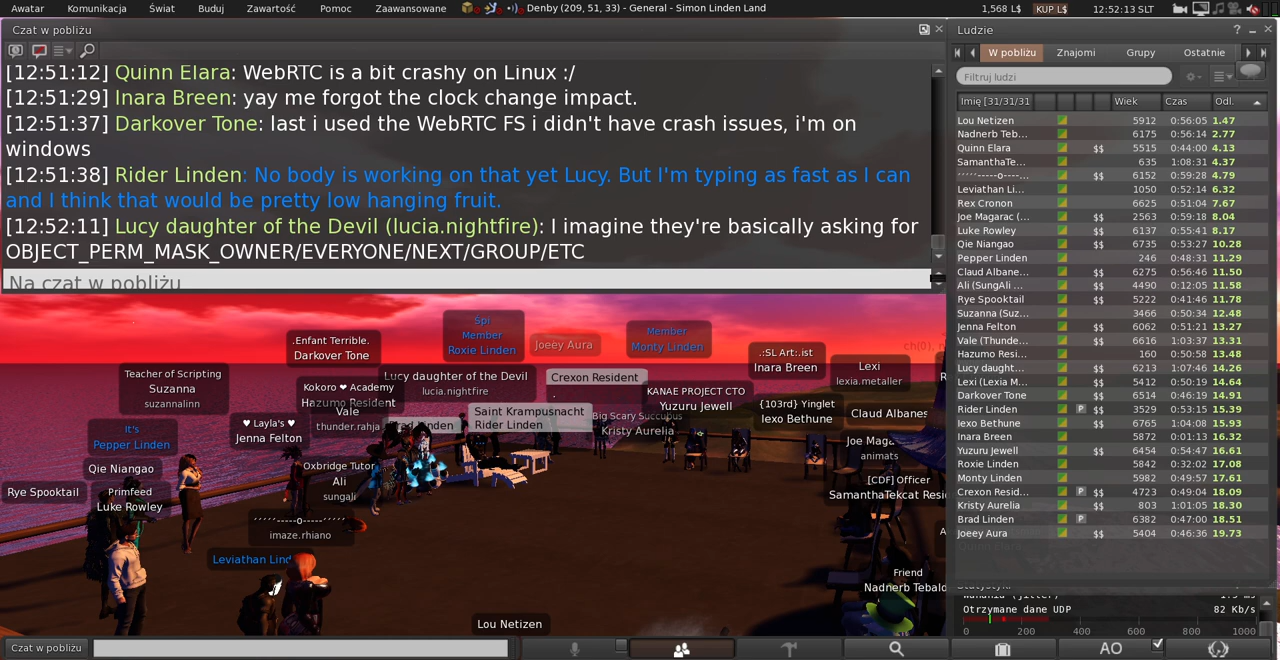 Awatar Komunikacja Świat Buduj Zawartość Pomoc Zaawansowane Denby (209, 51, 33) - General - Simon Linden Land 1,568 L$ KUP L$ 12:52:13 SLT
Czat w pobliżu
[12:51:12] Quinn Elara: WebRTC is a bit crashy on Linux :/
[12:51:29] Inara Breen: yay me forgot the clock change impact.
[12:51:37] Darkover Tone: last i used the WebRTC FS i didn't have crash issues, i'm on
windows
[12:51:38] Rider Linden: No body is working on that yet Lucy. But I'm typing as fast as I can
and I think that would be pretty low hanging fruit.
[12:52:11] Lucy daughter of the Devil (lucia.nightfire): I imagine they're basically asking for
OBJECT_PERM_MASK_OWNER/EVERYONE/NEXT/GROUP/ETC
Na czat w pobliżu
Ludzie
W pobliżu Znajomi Grupy Ostatnie
Filtruj ludzi
Imię [31/31/31 Wiek Czas Odl.
Lou Netizen 5912 0:56:05 1.47
Nadnerb Teb... 6175 0:56:14 2.77
Quinn Elara $$ 5515 0:44:00 4.13
SamanthaTe... 635 1:08:31 4.37
´´´´´-----o----... $$ 6152 0:59:28 4.79
Leviathan Li... 1050 0:52:14 6.32
Rex Cronon 6625 0:51:04 7.67
Joe Magarac (... $$ 2563 0:59:18 8.04
Luke Rowley $$ 6137 0:55:41 8.17
Qie Niangao $$ 6735 0:53:27 10.28
Pepper Linden 246 0:48:31 11.29
Claud Albane... $$ 6275 0:56:46 11.50
Ali (SungAli ... $$ 4490 0:12:05 11.58
Rye Spooktail $$ 5222 0:41:46 11.78
Suzanna (Suz... 3466 0:50:34 12.48
Jenna Felton $$ 6062 0:51:21 13.27
Vale (Thunde... $$ 6616 1:03:37 13.31
Hazumo Resi... 160 0:50:58 13.48
Lucy daught... $$ 6213 1:07:46 14.26
Lexi (Lexia M... $$ 5412 0:50:19 14.64
Darkover Tone $$ 6514 0:46:19 14.91
Rider Linden P $$ 3529 0:53:15 15.39
Iexo Bethune $$ 6765 1:04:08 15.93
Inara Breen 5872 0:01:13 16.32
Yuzuru Jewell $$ 6454 0:54:47 16.61
Roxie Linden 5842 0:32:02 17.08
Monty Linden 5982 0:49:57 17.61
Crexon Resid... P $$ 4723 0:49:04 18.09
Kristy Aurelia $$ 803 1:01:05 18.30
Brad Linden P 6382 0:47:00 18.51
Joeey Aura $$ 5404 0:46:36 19.73
Otrzymane dane UDP 82 Kb/s
0 200 400 600 800 1000
Śpi
Member
Roxie Linden
Joeey Aura
Member
Monty Linden
.Enfant Terrible.
Darkover Tone
.:SL Art:.ist
Inara Breen
Lexi
lexia.metaller
Teacher of Scripting
Suzanna
suzannalinn
Kokoro ❤ Academy
Hazumo Resident
Lucy daughter of the Devil
lucia.nightfire
Crexon Resident
KANAE PROJECT CTO
Yuzuru Jewell
{103rd} Yinglet
Iexo Bethune
Claud Albanes
Vale
thunder.rahja
Saint Krampusnacht
Rider Linden
Big Scary Succubus
Kristy Aurelia
♥ Layla's ♥
Jenna Felton
It's
Pepper Linden
Joe Maga
animats
Qie Niangao
Oxbridge Tutor
Ali
sungali
[CDF] Officer
SamanthaTekcat Resi
Rye Spooktail
Primfeed
Luke Rowley
´´´´´-----o-----´´´´´
imaze.rhiano
Leviathan Lind
Friend
Nadnerb Tebald
Lou Netizen
Czat w pobliżu AO